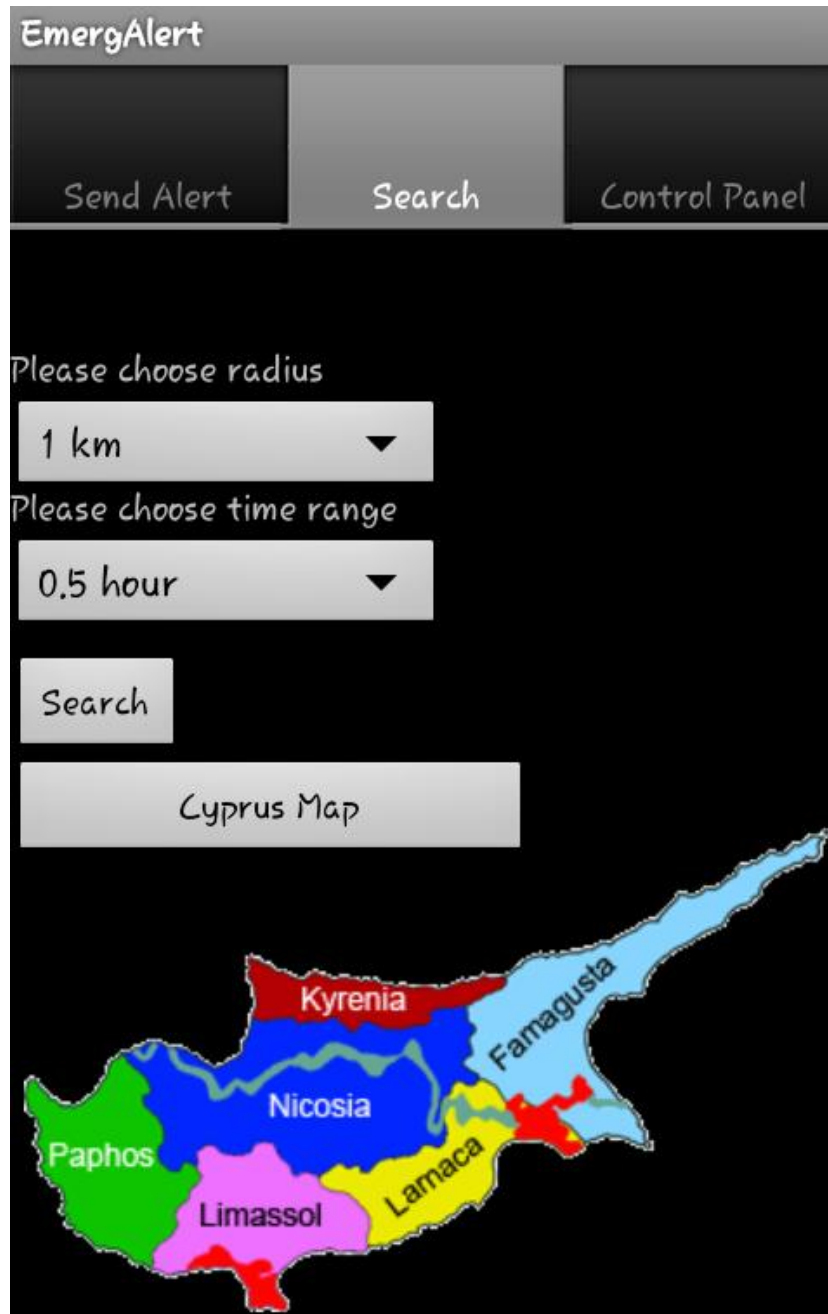 EmergAlert
Send Alert Search Control Panel
Please choose radius
1 km
Please choose time range
0.5 hour
Search
Cyprus Map
Kyrenia
Famagusta
Nicosia
Paphos
Larnaca
Limassol